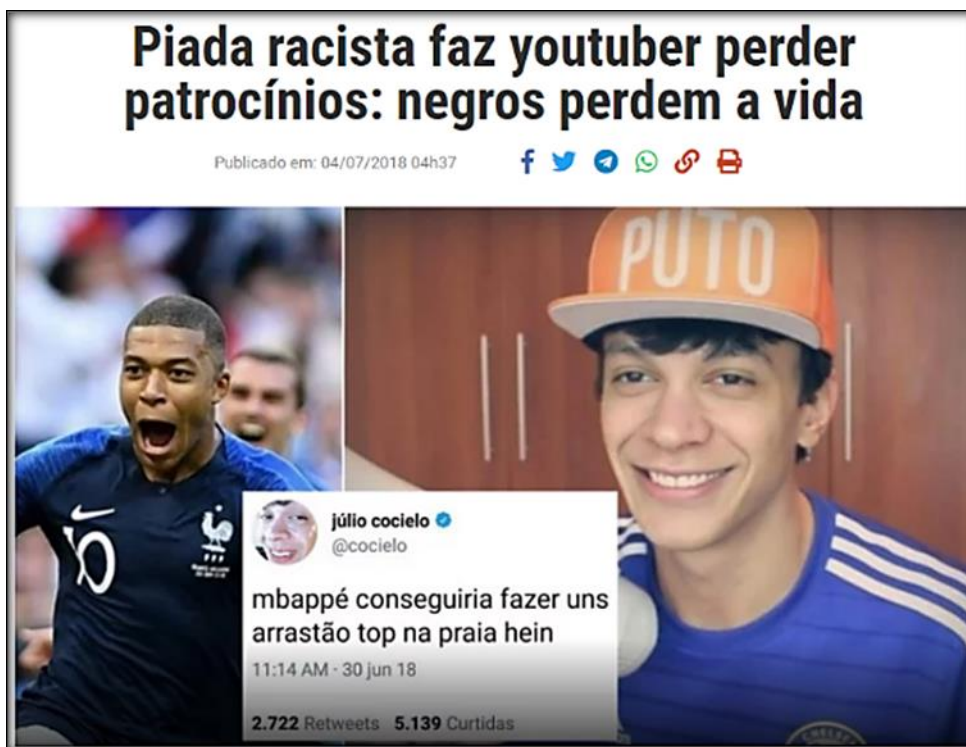 Piada racista faz youtuber perder
patrocínios: negros perdem a vida
Publicado em: 04/07/2018 04h37
PUTO
10
júlio cocielo
@cocielo
mbappé conseguiria fazer uns
arrastão top na praia hein
11:14 AM - 30 jun 18
2.722 Retweets 5.139 Curtidas
CHELSEA